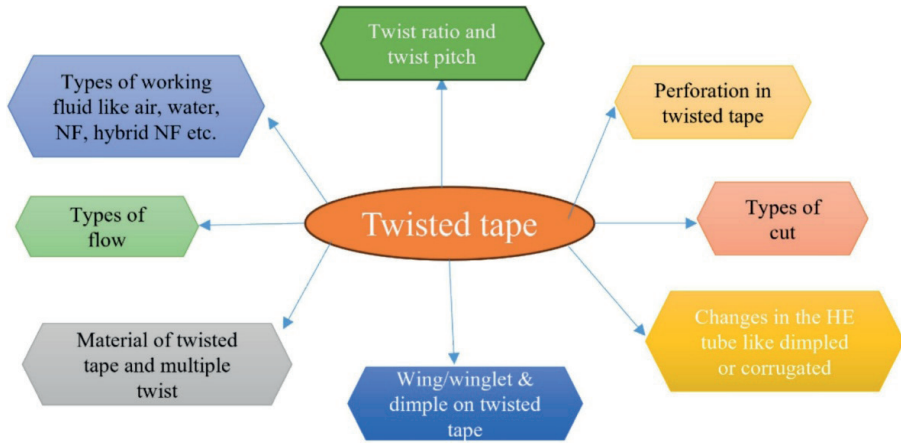 Twist ratio and
twist pitch
Types of working
fluid like air, water,
NF, hybrid NF etc.
Perforation in
twisted tape
Types of
flow
Twisted tape
Types of
cut
Material of twisted
tape and multiple
twist
Wing/winglet &
dimple on twisted
tape
Changes in the HE
tube like dimpled
or corrugated